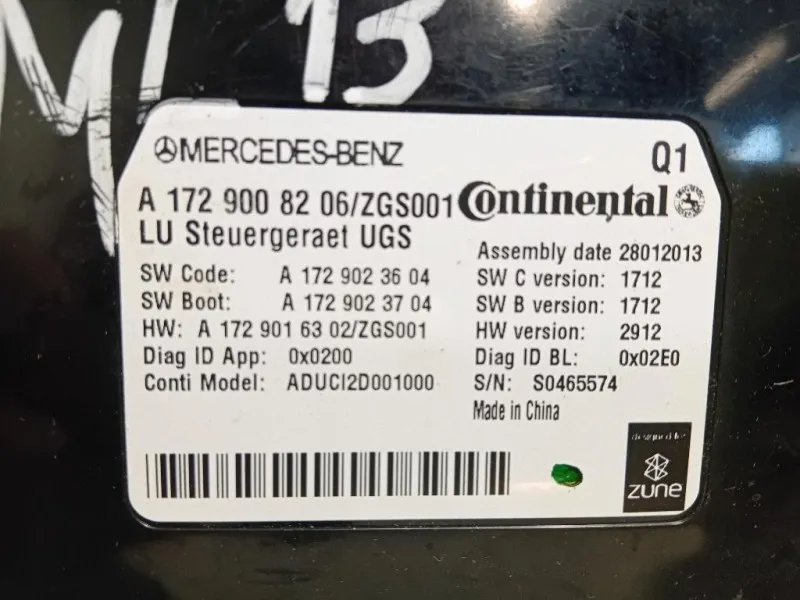 ML 13
MERCEDES-BENZ
Q1
A 172 900 82 06/ZGS001
Continental
LU Steuergeraet UGS
Assembly date 28012013
SW Code: A 172 902 36 04
SW C version: 1712
SW Boot: A 172 902 37 04
SW B version: 1712
HW: A 172 901 63 02/ZGS001
HW version: 2912
Diag ID App: 0x0200
Diag ID BL: 0x02E0
Conti Model: ADUCI2D001000
S/N: S0465574
Made in China
designed for
zune